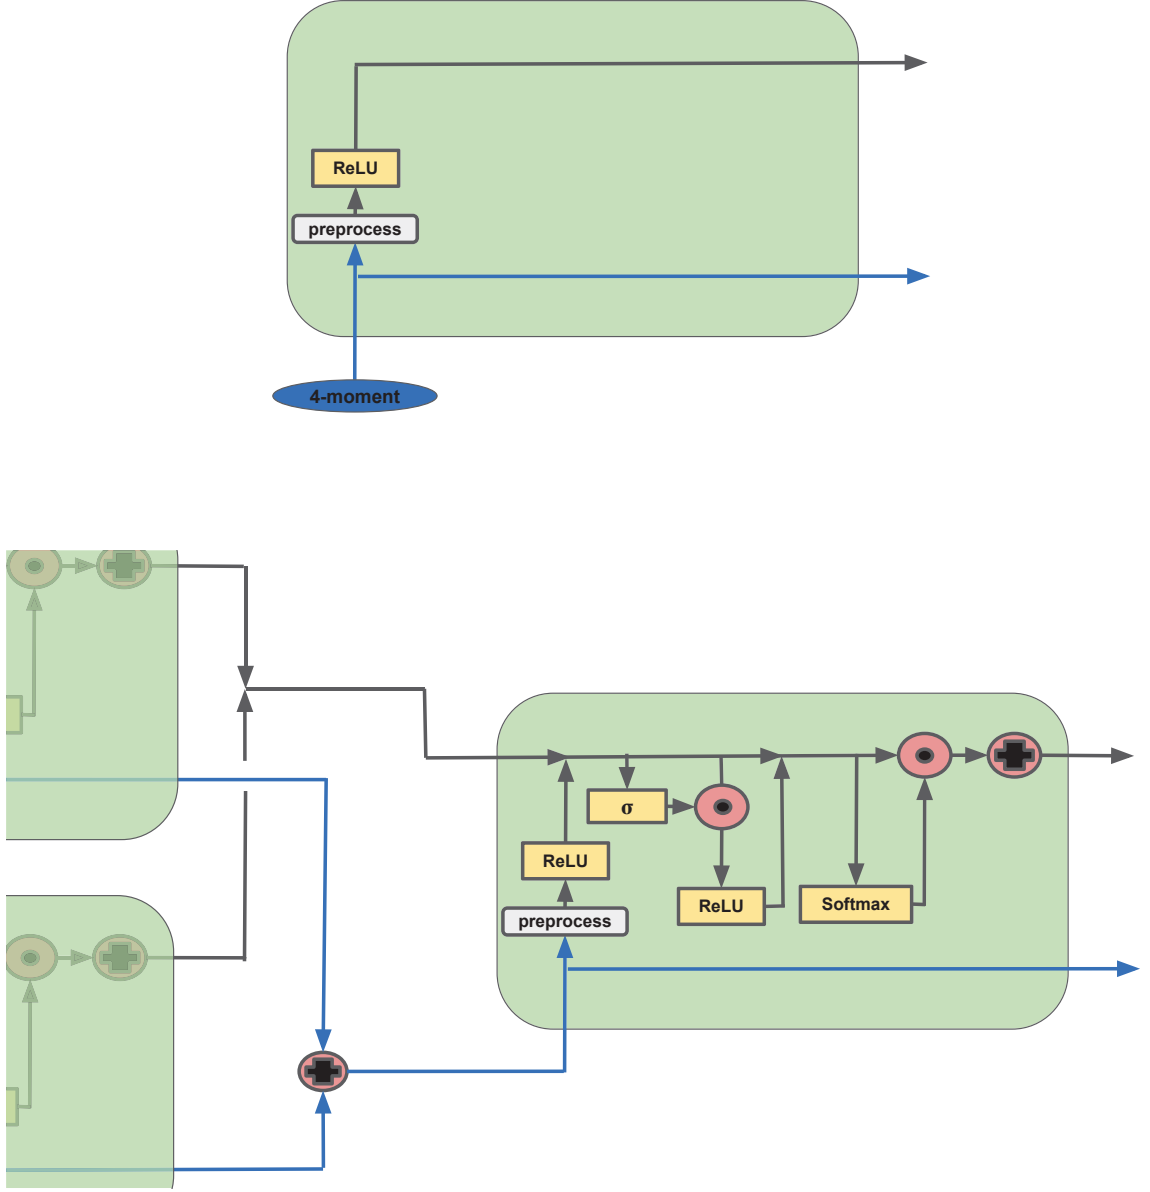 ReLU
preprocess
4-moment
σ
ReLU
ReLU
Softmax
preprocess